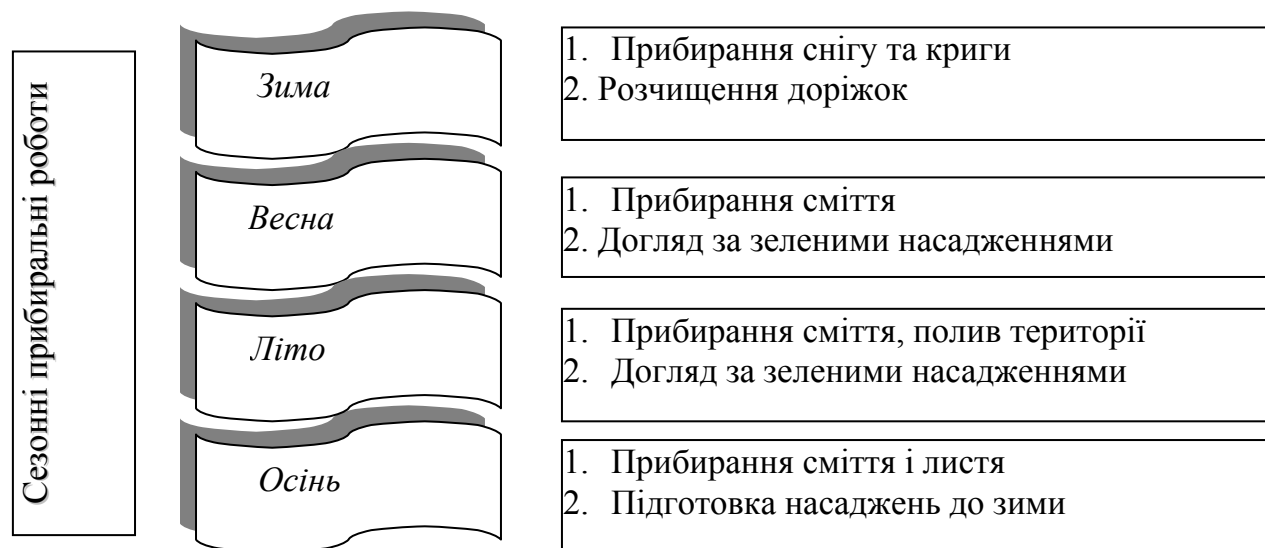 Сезонні прибиральні роботи
Зима
1. Прибирання снігу та криги
2. Розчищення доріжок
Весна
1. Прибирання сміття
2. Догляд за зеленими насадженнями
Літо
1. Прибирання сміття, полив території
2. Догляд за зеленими насадженнями
Осінь
1. Прибирання сміття і листя
2. Підготовка насаджень до зими